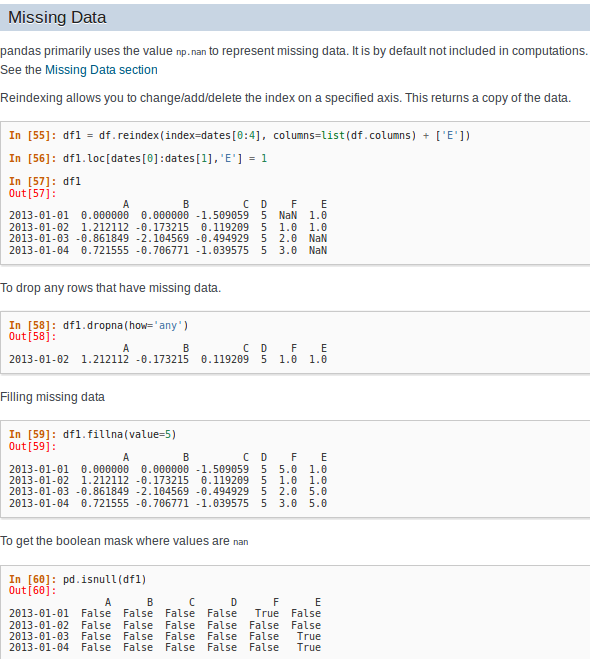 Missing Data
pandas primarily uses the value np.nan to represent missing data. It is by default not included in computations.
See the Missing Data section
Reindexing allows you to change/add/delete the index on a specified axis. This returns a copy of the data.
In [55]: df1 = df.reindex(index=dates[0:4], columns=list(df.columns) + ['E'])
In [56]: df1.loc[dates[0]:dates[1],'E'] = 1
In [57]: df1
Out[57]:
                   A         B         C  D    F    E
2013-01-01  0.000000  0.000000 -1.509059  5  NaN  1.0
2013-01-02  1.212112 -0.173215  0.119209  5  1.0  1.0
2013-01-03 -0.861849 -2.104569 -0.494929  5  2.0  NaN
2013-01-04  0.721555 -0.706771 -1.039575  5  3.0  NaN
To drop any rows that have missing data.
In [58]: df1.dropna(how='any')
Out[58]:
                   A         B         C  D    F    E
2013-01-02  1.212112 -0.173215  0.119209  5  1.0  1.0
Filling missing data
In [59]: df1.fillna(value=5)
Out[59]:
                   A         B         C  D    F    E
2013-01-01  0.000000  0.000000 -1.509059  5  5.0  1.0
2013-01-02  1.212112 -0.173215  0.119209  5  1.0  1.0
2013-01-03 -0.861849 -2.104569 -0.494929  5  2.0  5.0
2013-01-04  0.721555 -0.706771 -1.039575  5  3.0  5.0
To get the boolean mask where values are nan
In [60]: pd.isnull(df1)
Out[60]:
                A      B      C      D      F      E
2013-01-01  False  False  False  False   True  False
2013-01-02  False  False  False  False  False  False
2013-01-03  False  False  False  False  False   True
2013-01-04  False  False  False  False  False   True